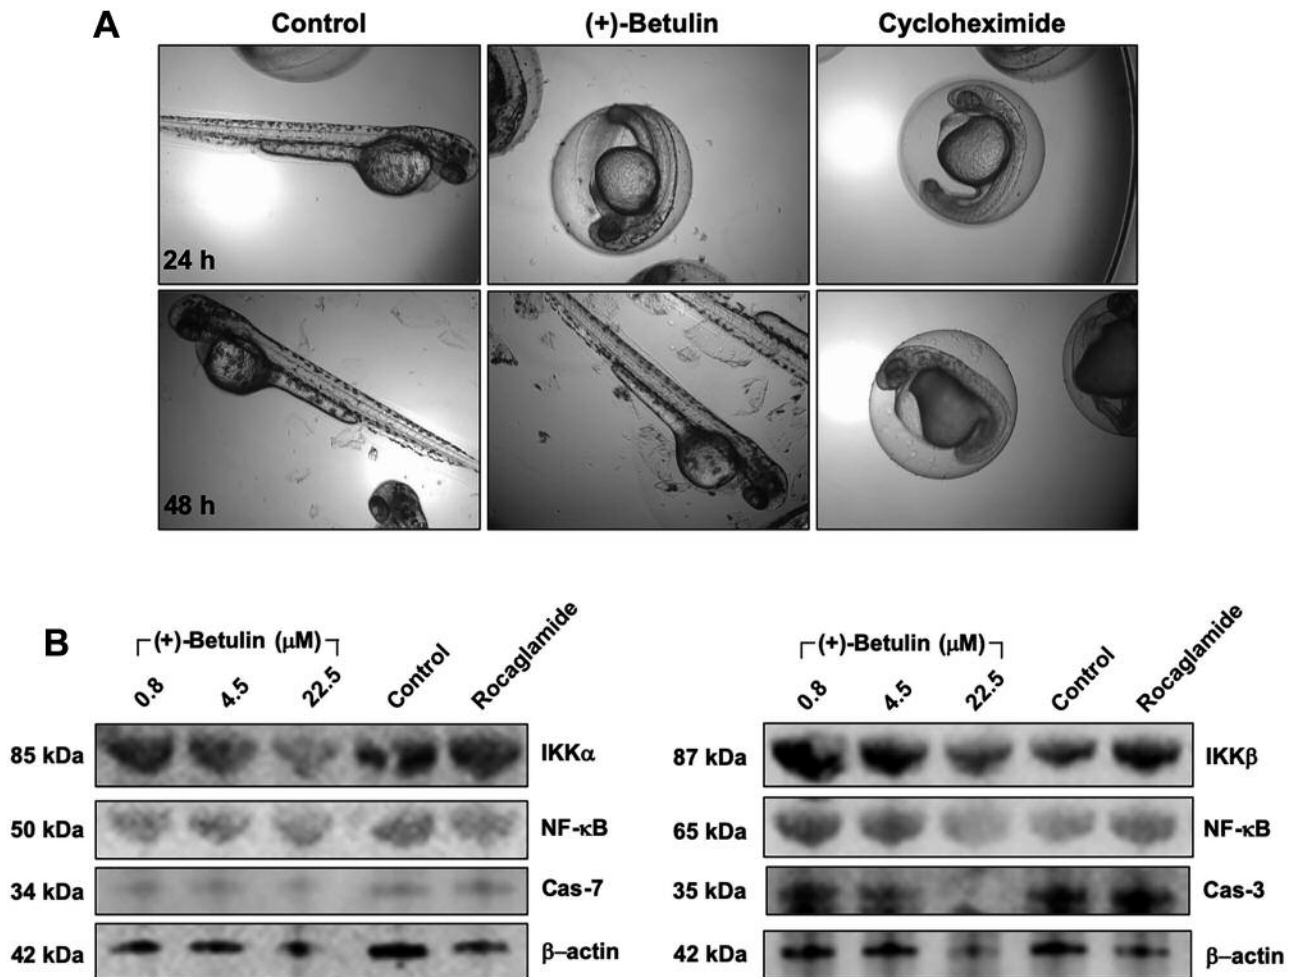 A
Control (+)-Betulin Cycloheximide
24 h
48 h
B
(+)-Betulin (μM)
0.8 4.5 22.5 Control Rocaglamide
85 kDa IKKα
50 kDa NF-κB
34 kDa Cas-7
42 kDa β–actin
(+)-Betulin (μM)
0.8 4.5 22.5 Control Rocaglamide
87 kDa IKKβ
65 kDa NF-κB
35 kDa Cas-3
42 kDa β–actin